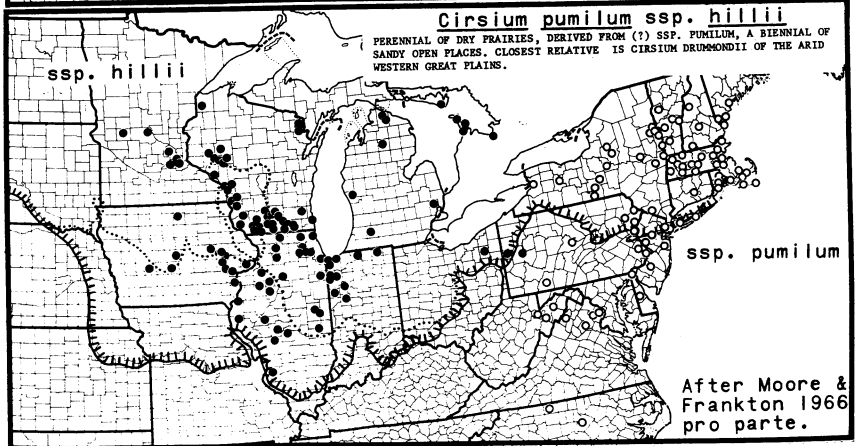 Cirsium pumilum ssp. hillii
PERENNIAL OF DRY PRAIRIES, DERIVED FROM (?) SSP. PUMILUM, A BIENNIAL OF
SANDY OPEN PLACES. CLOSEST RELATIVE IS CIRSIUM DRUMMONDII OF THE ARID
WESTERN GREAT PLAINS.
ssp. hillii
ssp. pumilum
After Moore &
Frankton 1966
pro parte.